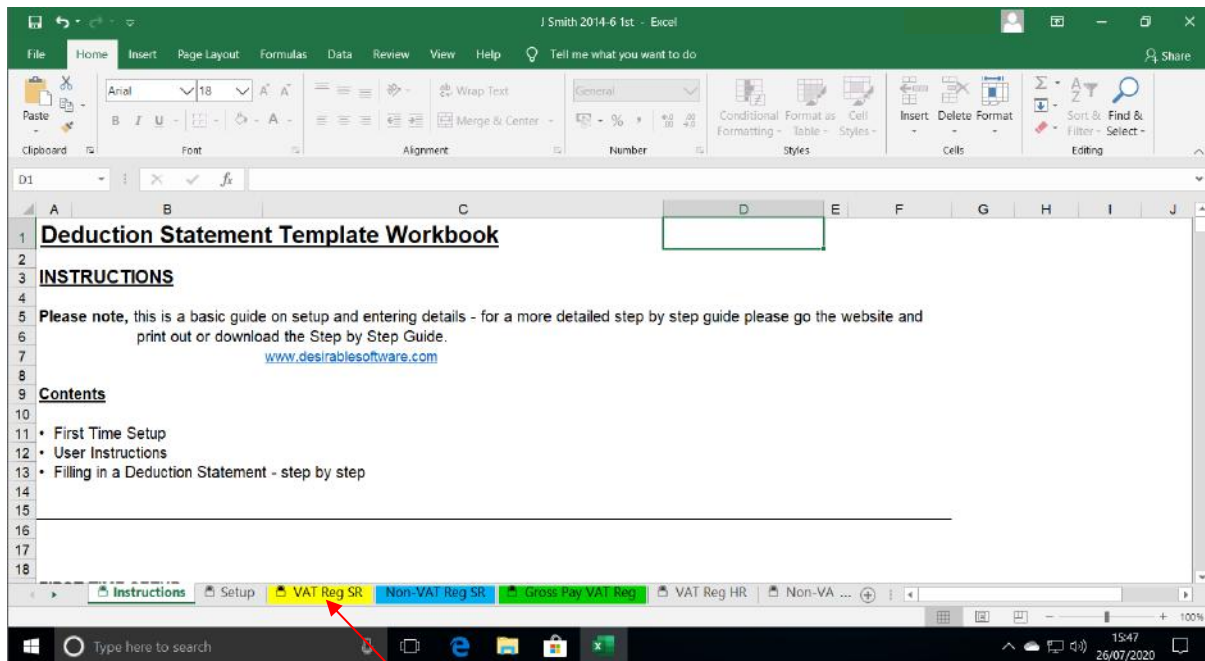 J Smith 2014-6 1st - Excel
File Home Insert Page Layout Formulas Data Review View Help Tell me what you want to do Share
Arial 18 Wrap Text General
Paste B I U A Merge & Center % Conditional Formatting Format as Table Cell Styles Insert Delete Format Sort & Filter Find & Select
Clipboard Font Alignment Number Styles Cells Editing
D1 fx
A B C D E F G H I J
1 Deduction Statement Template Workbook
2
3 INSTRUCTIONS
4
5 Please note, this is a basic guide on setup and entering details - for a more detailed step by step guide please go the website and
6 print out or download the Step by Step Guide.
7 www.desirablesoftware.com
8
9 Contents
10
11 • First Time Setup
12 • User Instructions
13 • Filling in a Deduction Statement - step by step
14
15
16
17
18
Instructions Setup VAT Reg SR Non-VAT Reg SR Gross Pay VAT Reg VAT Reg HR Non-VA ...
100%
Type here to search 15:47
26/07/2020